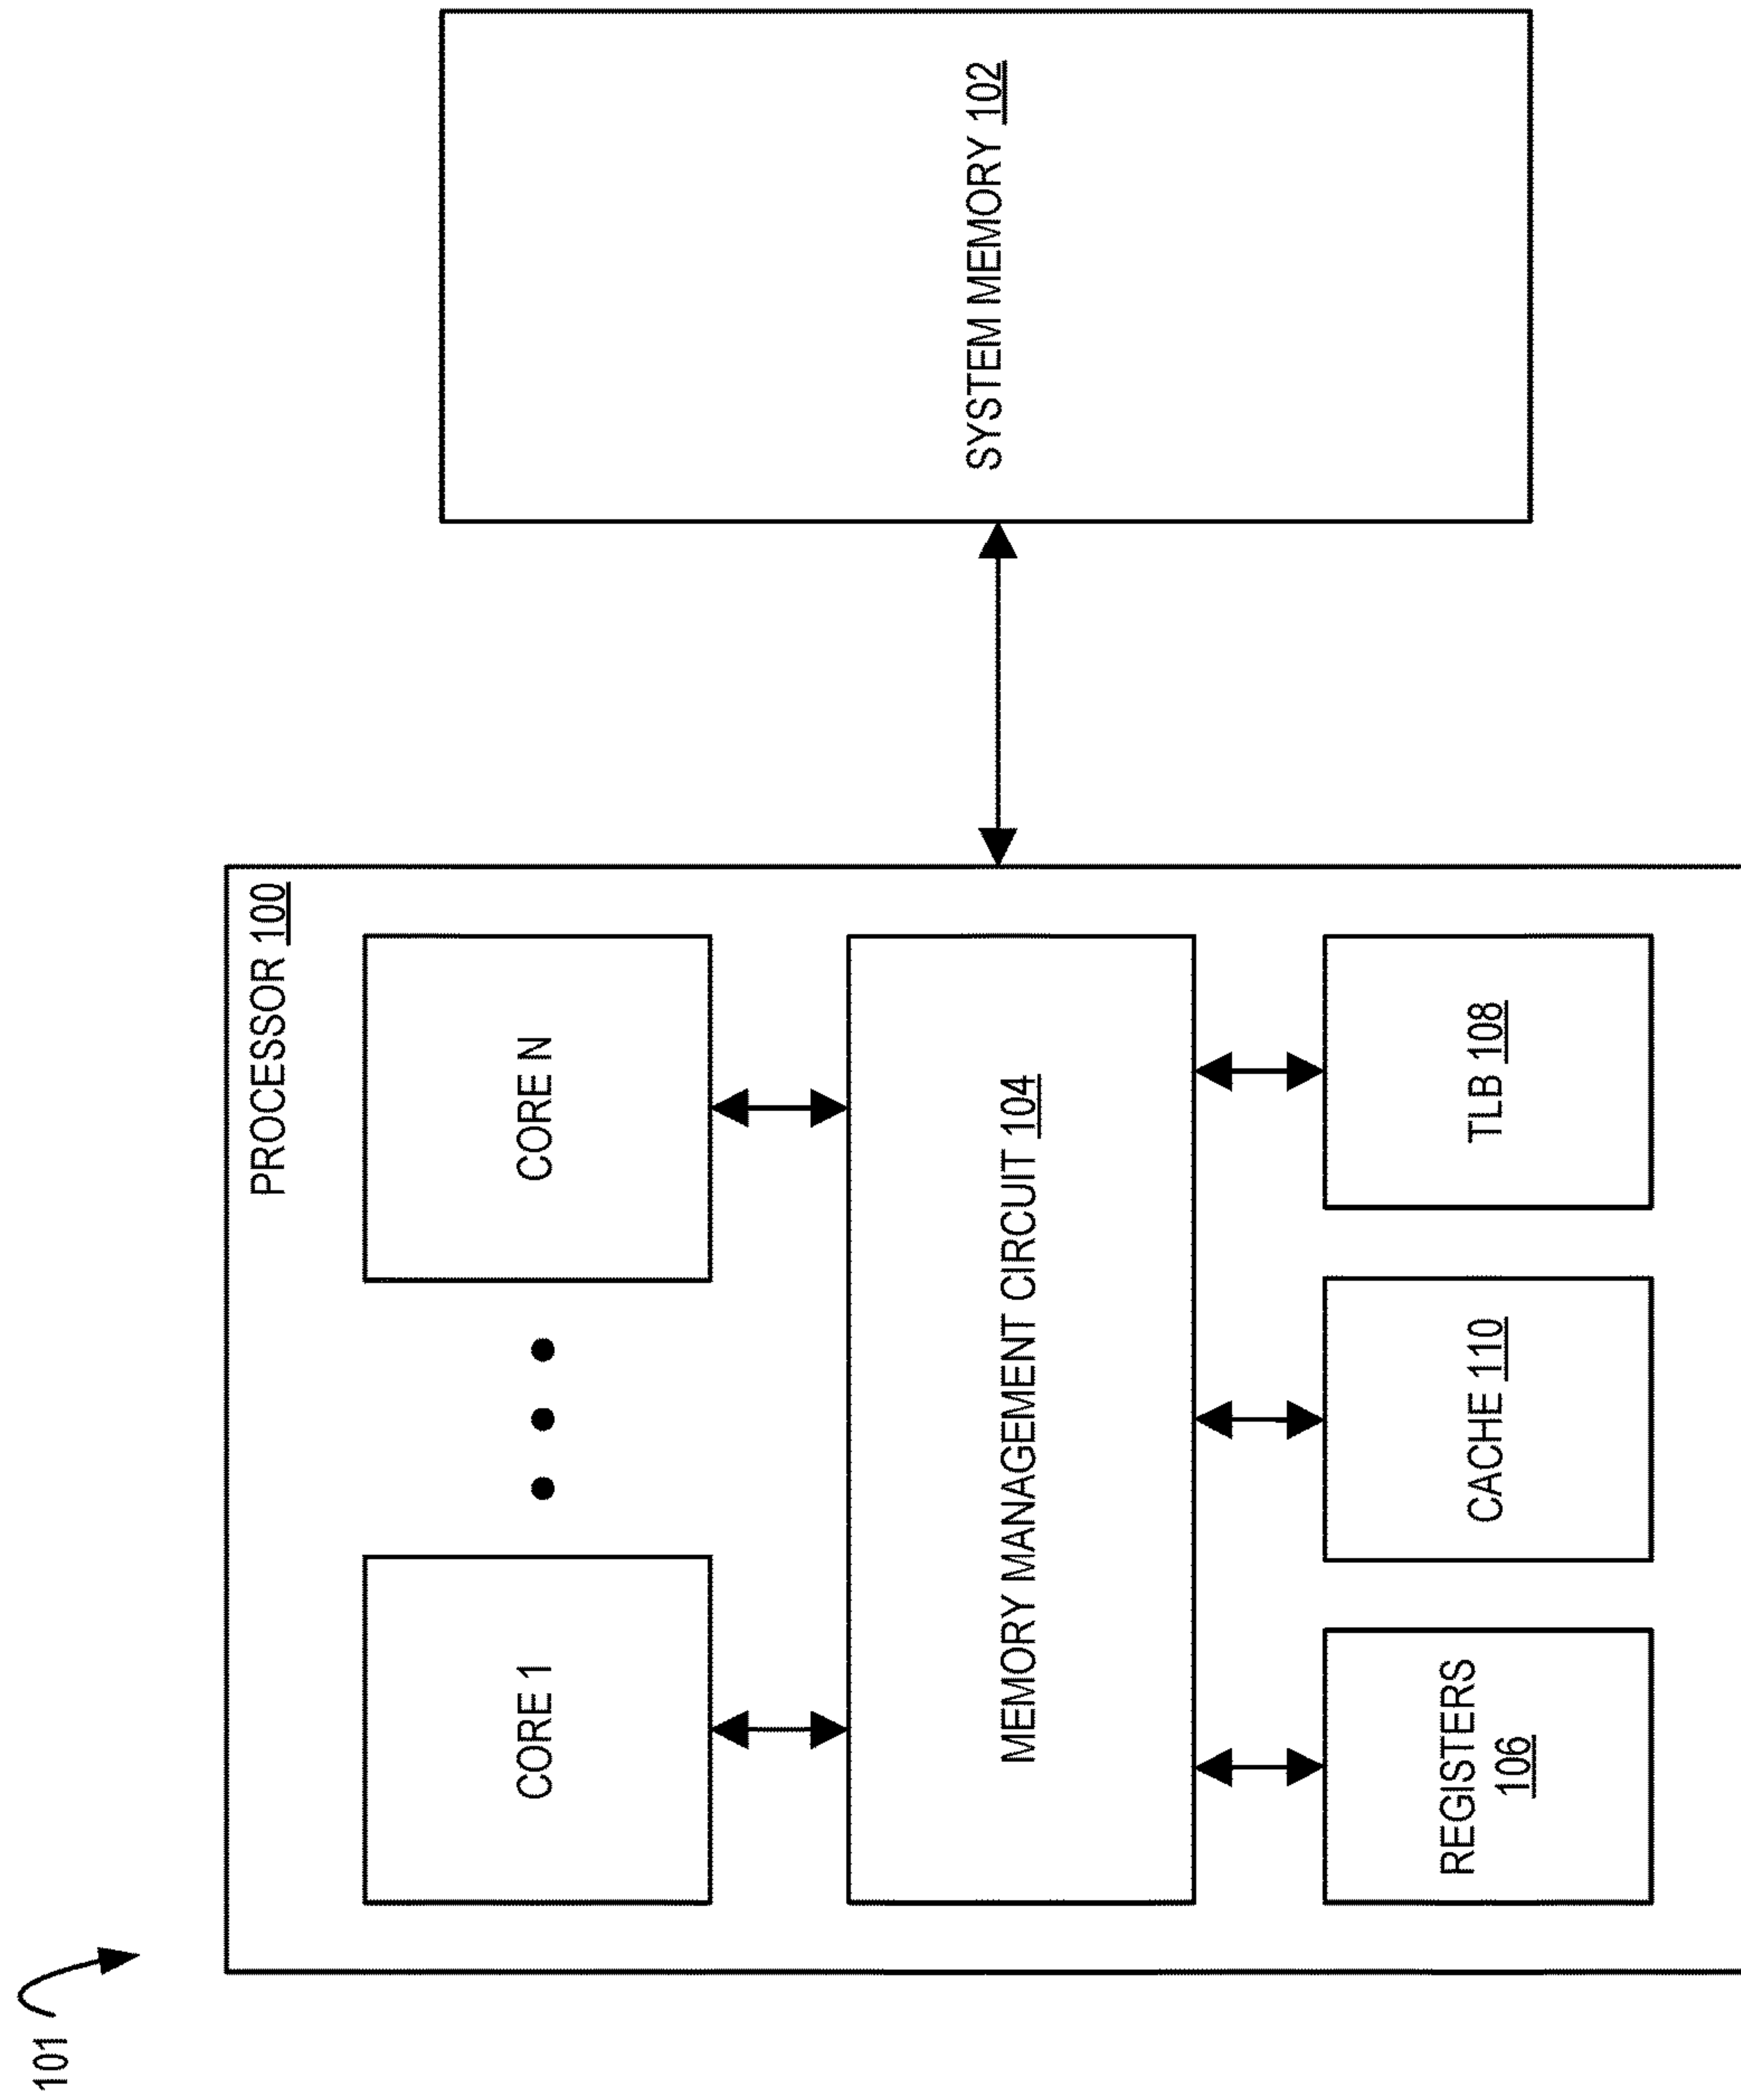 101
PROCESSOR 100
CORE 1
CORE N
MEMORY MANAGEMENT CIRCUIT 104
REGISTERS
106
CACHE 110
TLB 108
SYSTEM MEMORY 102